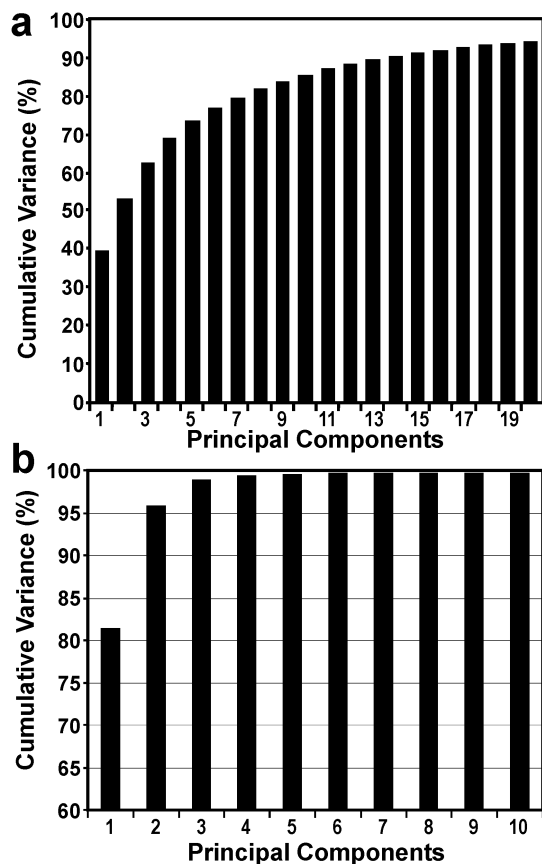 a
Cumulative Variance (%)
100
90
80
70
60
50
40
30
20
10
0
1 3 5 7 9 11 13 15 17 19
Principal Components
b
Cumulative Variance (%)
100
95
90
85
80
75
70
65
60
1 2 3 4 5 6 7 8 9 10
Principal Components